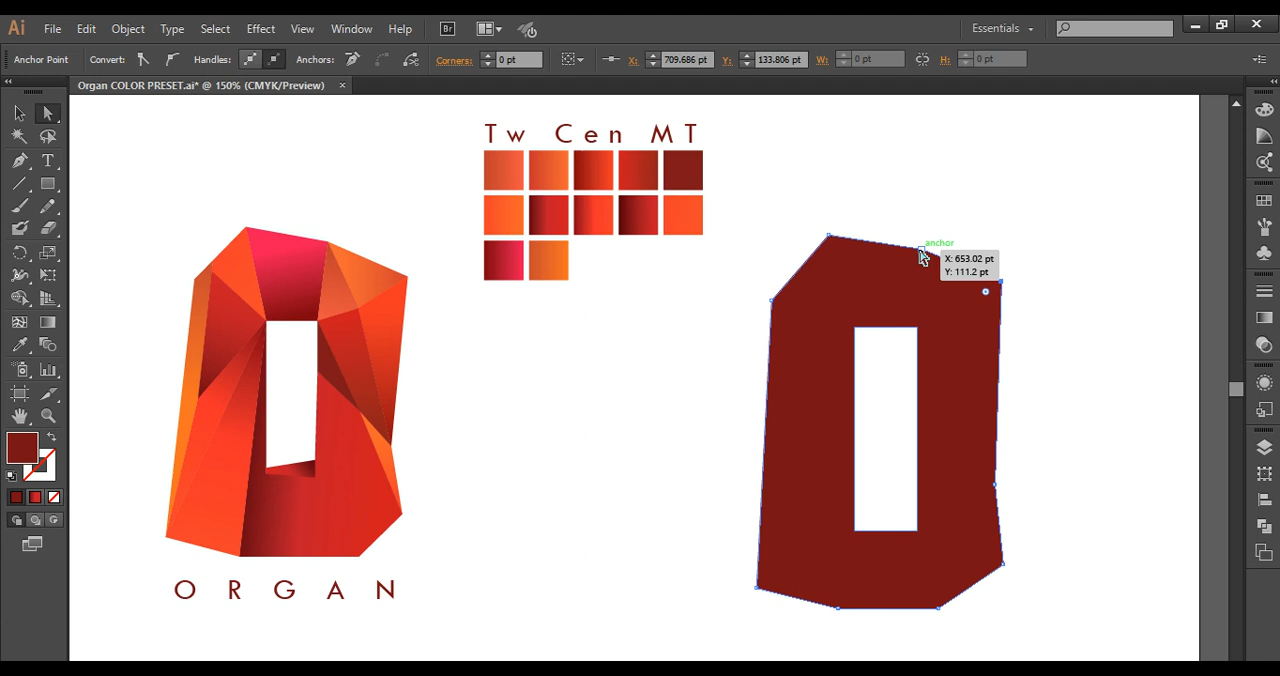 Ai File Edit Object Type Select Effect View Window Help Br Essentials
Anchor Point Convert: Handles: Anchors: Corners: 0 pt X: 709.686 pt Y: 133.806 pt W: 0 pt H: 0 pt
Organ COLOR PRESET.ai* @ 150% (CMYK/Preview) ×
Tw Cen MT
anchor
X: 653.02 pt
Y: 111.2 pt
ORGAN